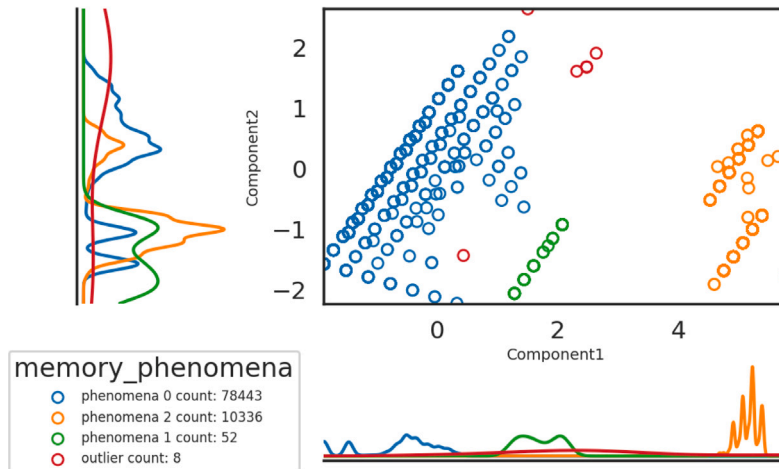 2
1
0
−1
−2
Component2
0
2
4
Component1
memory_phenomena
phenomena 0 count: 78443
phenomena 2 count: 10336
phenomena 1 count: 52
outlier count: 8